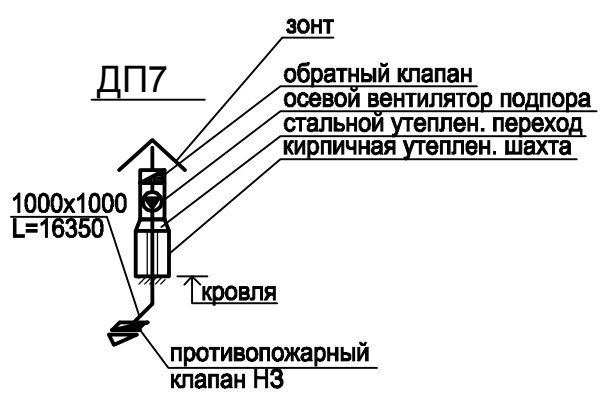 зонт
ДП7
обратный клапан
осевой вентилятор подпора
стальной утеплен. переход
кирпичная утеплен. шахта
1000x1000
L=16350
кровля
противопожарный
клапан НЗ